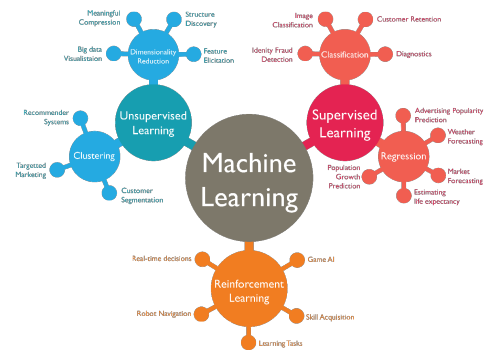 Meaningful
Compression
Structure
Discovery
Big data
Visualistaion
Dimensionality
Reduction
Feature
Elicitation
Unsupervised
Learning
Recommender
Systems
Clustering
Targetted
Marketing
Customer
Segmentation
Machine
Learning
Image
Classification
Customer Retention
Idenity Fraud
Detection
Classification
Diagnostics
Supervised
Learning
Advertising Popularity
Prediction
Weather
Forecasting
Regression
Population
Growth
Prediction
Market
Forecasting
Estimating
life expectancy
Real-time decisions
Game AI
Reinforcement
Learning
Robot Navigation
Skill Acquisition
Learning Tasks